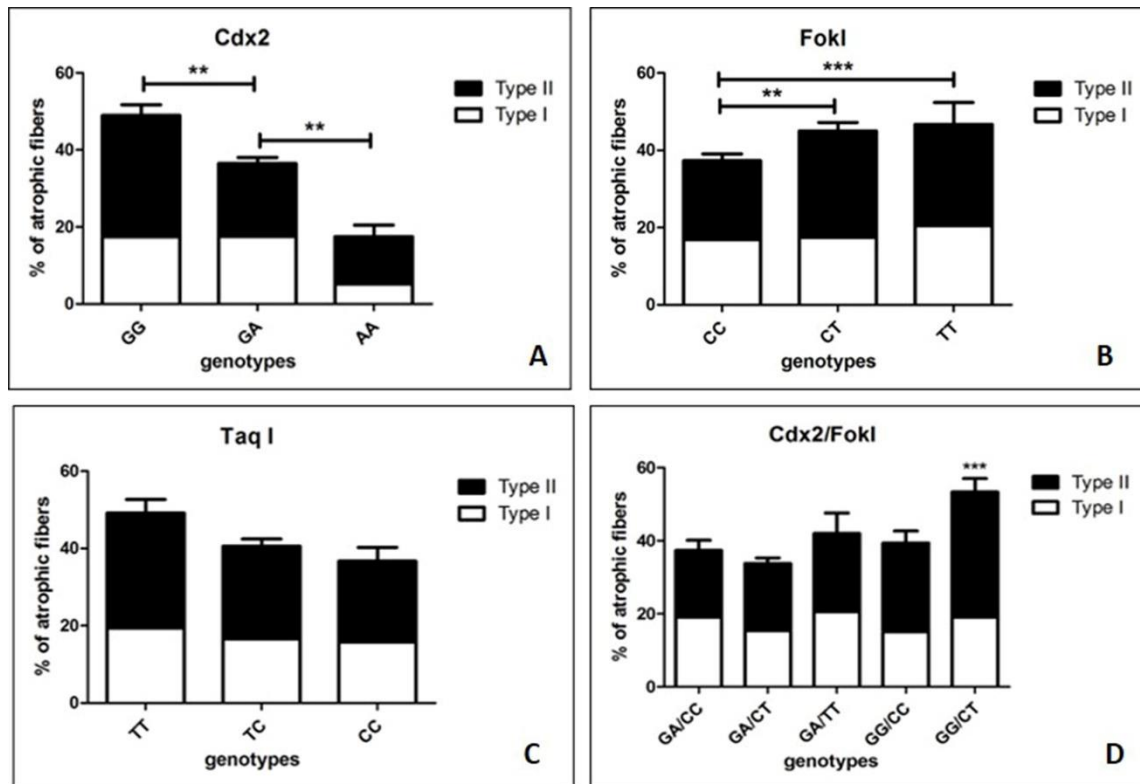 Cdx2
**
**
Type II
Type I
% of atrophic fibers
60
40
20
0
GG
GA
AA
genotypes
A
FokI
***
**
Type II
Type I
% of atrophic fibers
60
40
20
0
CC
CT
TT
genotypes
B
Taq I
Type II
Type I
% of atrophic fibers
60
40
20
0
TT
TC
CC
genotypes
C
Cdx2/FokI
***
Type II
Type I
% of atrophic fibers
60
40
20
0
GA/CC
GA/CT
GA/TT
GG/CC
GG/CT
genotypes
D